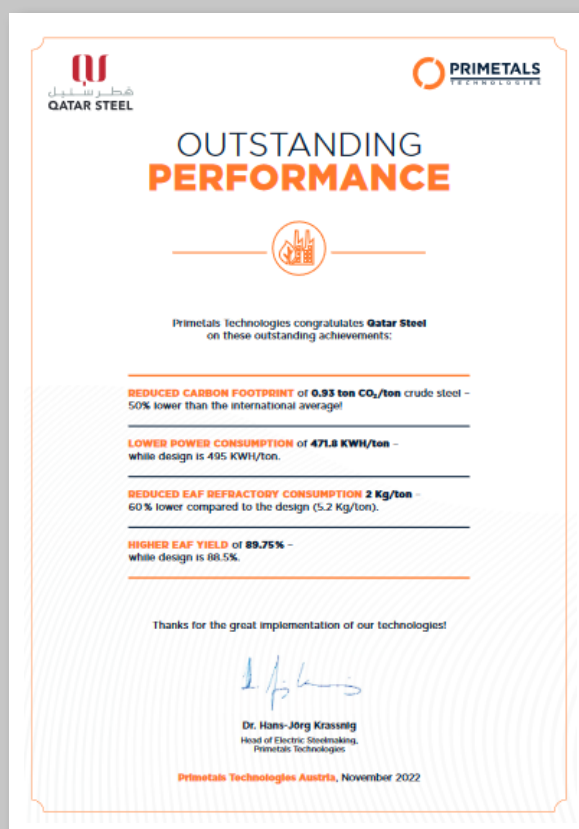 قطر ستيل
QATAR STEEL
PRIMETALS
TECHNOLOGIES
OUTSTANDING
PERFORMANCE
Primetals Technologies congratulates Qatar Steel
on these outstanding achievements:
REDUCED CARBON FOOTPRINT of 0.93 ton CO₂/ton crude steel –
50% lower than the international average!
LOWER POWER CONSUMPTION of 471.8 KWH/ton –
while design is 495 KWH/ton.
REDUCED EAF REFRACTORY CONSUMPTION 2 Kg/ton –
60% lower compared to the design (5.2 Kg/ton).
HIGHER EAF YIELD of 89.75% –
while design is 88.5%.
Thanks for the great implementation of our technologies!
Dr. Hans-Jörg Krassnig
Head of Electric Steelmaking,
Primetals Technologies
Primetals Technologies Austria, November 2022